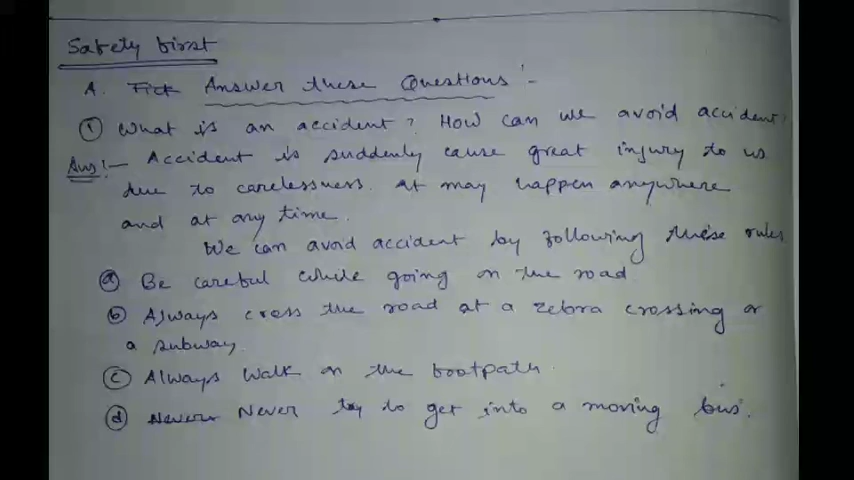 Safety first
A. Tick Answer these Questions :-
① What is an accident? How can we avoid accident?
Ans:- Accident is suddenly cause great injury to us
due to carelessness. at may happen anywhere
and at any time.
We can avoid accident by following these rules
ⓐ Be careful while going on the road
ⓑ Always cross the road at a zebra crossing or
a subway.
ⓒ Always walk on the footpath.
ⓓ Never Never try to get into a moving bus.